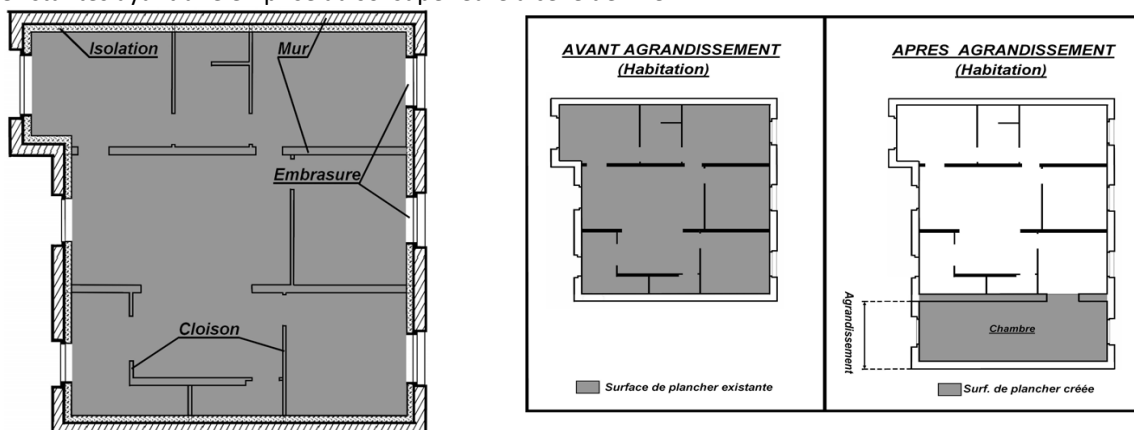 Isolation
Mur
Embrasure
Cloison
AVANT AGRANDISSEMENT
(Habitation)
Surface de plancher existante
APRES AGRANDISSEMENT
(Habitation)
Agrandissement
Chambre
Surf. de plancher créée